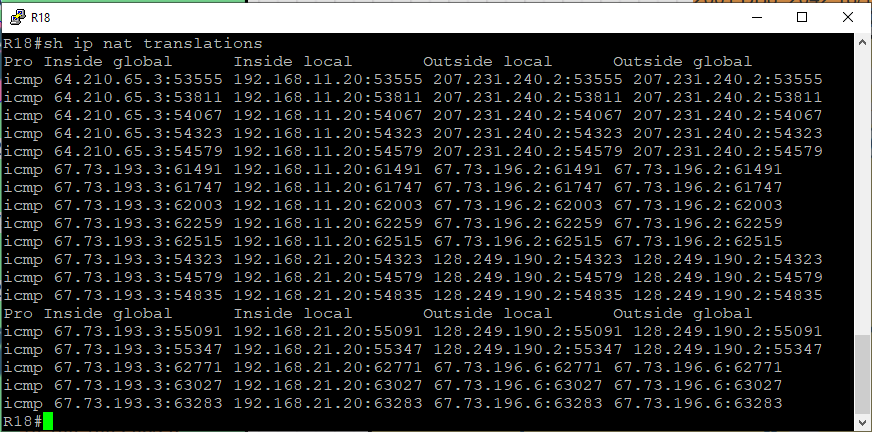 R18
R18#sh ip nat translations
Pro Inside global      Inside local       Outside local      Outside global
icmp 64.210.65.3:53555 192.168.11.20:53555 207.231.240.2:53555 207.231.240.2:53555
icmp 64.210.65.3:53811 192.168.11.20:53811 207.231.240.2:53811 207.231.240.2:53811
icmp 64.210.65.3:54067 192.168.11.20:54067 207.231.240.2:54067 207.231.240.2:54067
icmp 64.210.65.3:54323 192.168.11.20:54323 207.231.240.2:54323 207.231.240.2:54323
icmp 64.210.65.3:54579 192.168.11.20:54579 207.231.240.2:54579 207.231.240.2:54579
icmp 67.73.193.3:61491 192.168.21.20:61491 67.73.196.2:61491 67.73.196.2:61491
icmp 67.73.193.3:61747 192.168.21.20:61747 67.73.196.2:61747 67.73.196.2:61747
icmp 67.73.193.3:62003 192.168.21.20:62003 67.73.196.2:62003 67.73.196.2:62003
icmp 67.73.193.3:62259 192.168.21.20:62259 67.73.196.2:62259 67.73.196.2:62259
icmp 67.73.193.3:62515 192.168.21.20:62515 67.73.196.2:62515 67.73.196.2:62515
icmp 67.73.193.3:54323 192.168.21.20:54323 128.249.190.2:54323 128.249.190.2:54323
icmp 67.73.193.3:54579 192.168.21.20:54579 128.249.190.2:54579 128.249.190.2:54579
icmp 67.73.193.3:54835 192.168.21.20:54835 128.249.190.2:54835 128.249.190.2:54835
Pro Inside global      Inside local       Outside local      Outside global
icmp 67.73.193.3:55091 192.168.21.20:55091 128.249.190.2:55091 128.249.190.2:55091
icmp 67.73.193.3:55347 192.168.21.20:55347 128.249.190.2:55347 128.249.190.2:55347
icmp 67.73.193.3:62771 192.168.21.20:62771 67.73.196.6:62771 67.73.196.6:62771
icmp 67.73.193.3:63027 192.168.21.20:63027 67.73.196.6:63027 67.73.196.6:63027
icmp 67.73.193.3:63283 192.168.21.20:63283 67.73.196.6:63283 67.73.196.6:63283
R18#